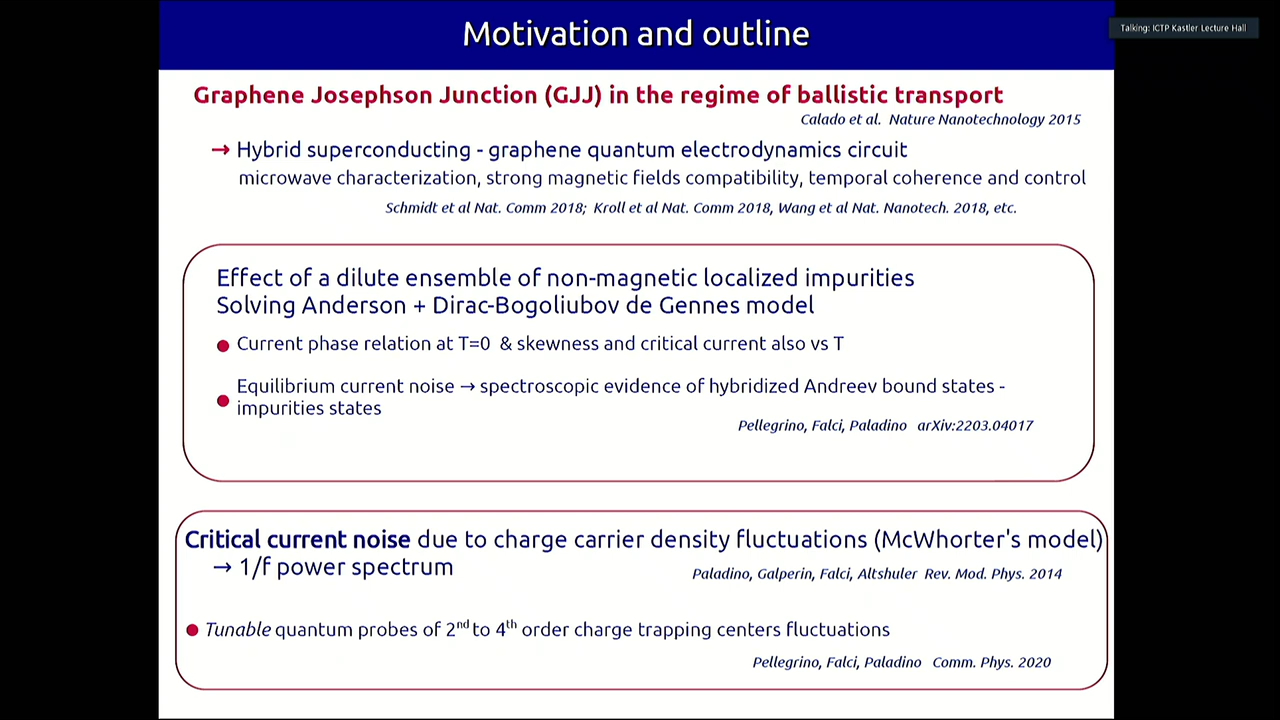 Motivation and outline
Talking: ICTP Kastler Lecture Hall
Graphene Josephson Junction (GJJ) in the regime of ballistic transport
Calado et al. Nature Nanotechnology 2015
→ Hybrid superconducting - graphene quantum electrodynamics circuit
microwave characterization, strong magnetic fields compatibility, temporal coherence and control
Schmidt et al Nat. Comm 2018; Kroll et al Nat. Comm 2018, Wang et al Nat. Nanotech. 2018, etc.
Effect of a dilute ensemble of non-magnetic localized impurities
Solving Anderson + Dirac-Bogoliubov de Gennes model
● Current phase relation at T=0 & skewness and critical current also vs T
● Equilibrium current noise → spectroscopic evidence of hybridized Andreev bound states -
impurities states
Pellegrino, Falci, Paladino arXiv:2203.04017
Critical current noise due to charge carrier density fluctuations (McWhorter's model)
→ 1/f power spectrum
Paladino, Galperin, Falci, Altshuler Rev. Mod. Phys. 2014
● Tunable quantum probes of 2nd to 4th order charge trapping centers fluctuations
Pellegrino, Falci, Paladino Comm. Phys. 2020